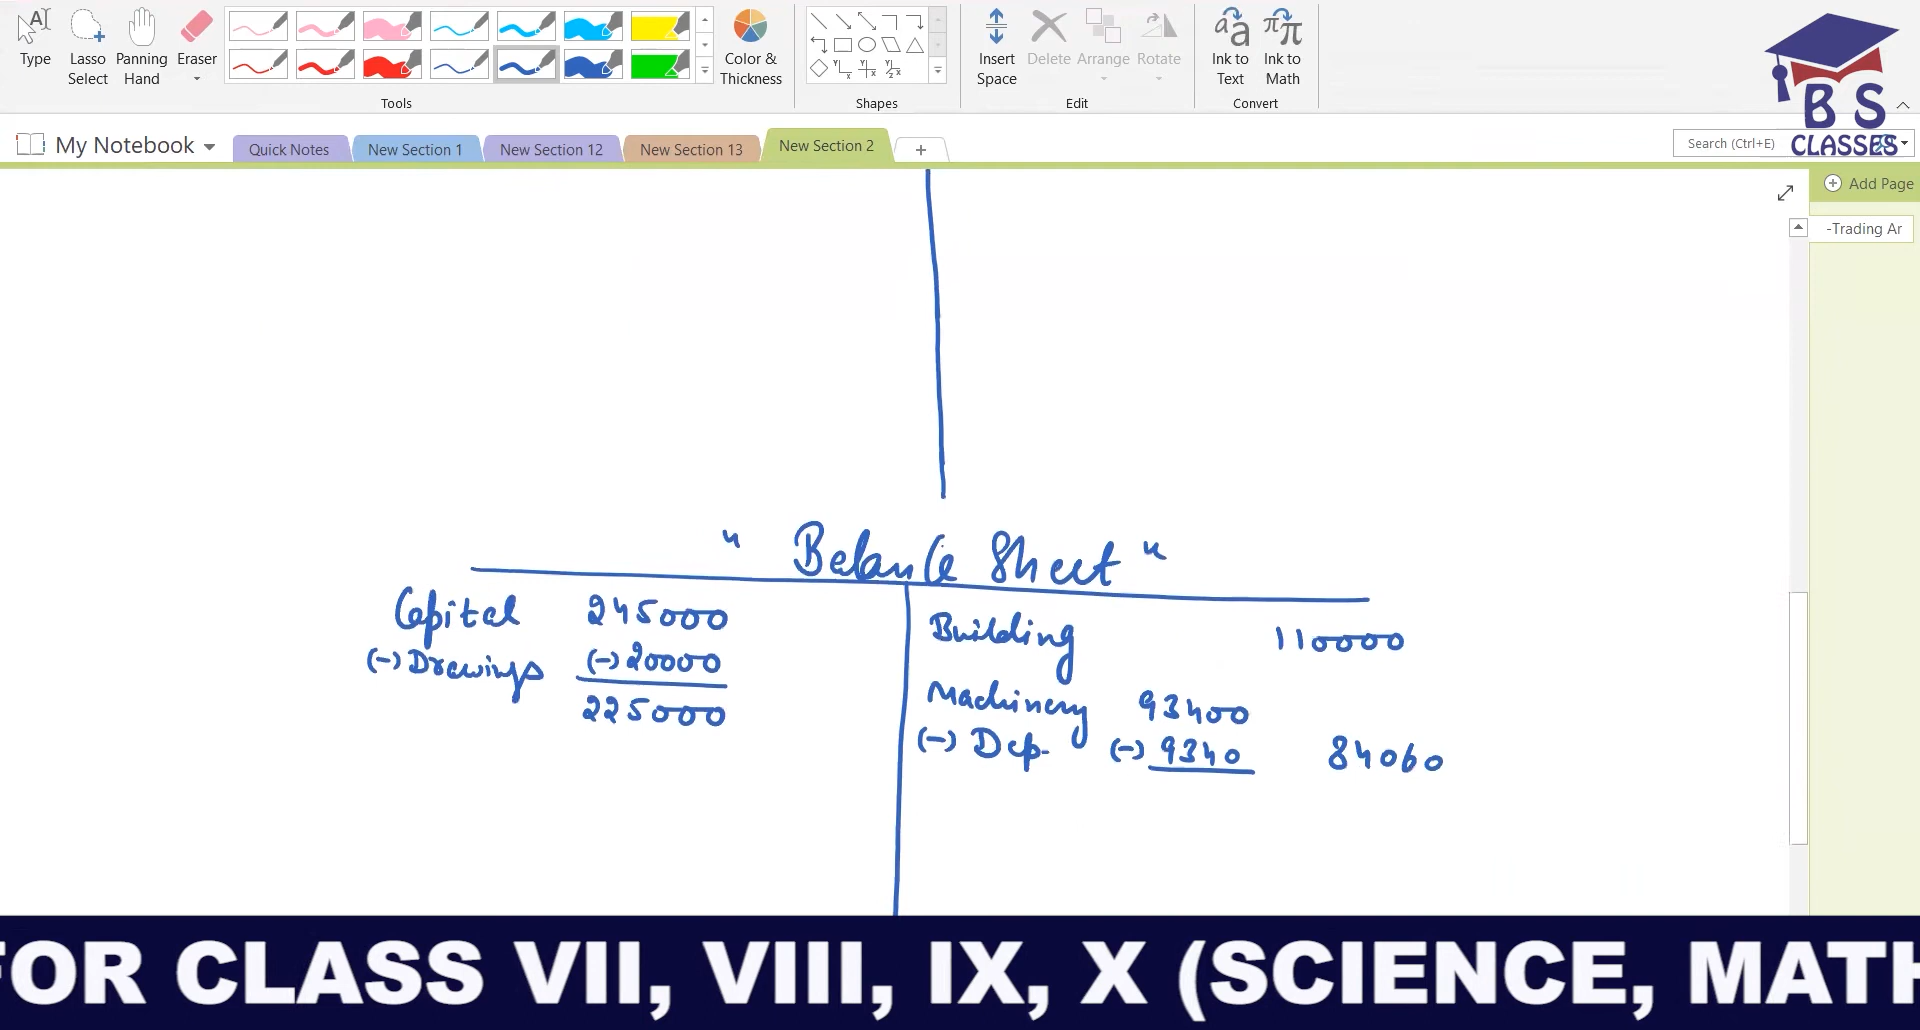 Type
Lasso Select
Panning Hand
Eraser
Color & Thickness
Insert Space
Delete
Arrange
Rotate
Ink to Text
Ink to Math
Tools
Shapes
Edit
Convert
B S
CLASSES
My Notebook
Quick Notes
New Section 1
New Section 12
New Section 13
New Section 2
Search (Ctrl+E)
Add Page
-Trading Ar
" Balance Sheet "
Capital 245000
(-) Drawings (-) 20000
225000
Building 110000
Machinery 93400
(-) Dep. (-) 9340 84060
FOR CLASS VII, VIII, IX, X (SCIENCE, MATH